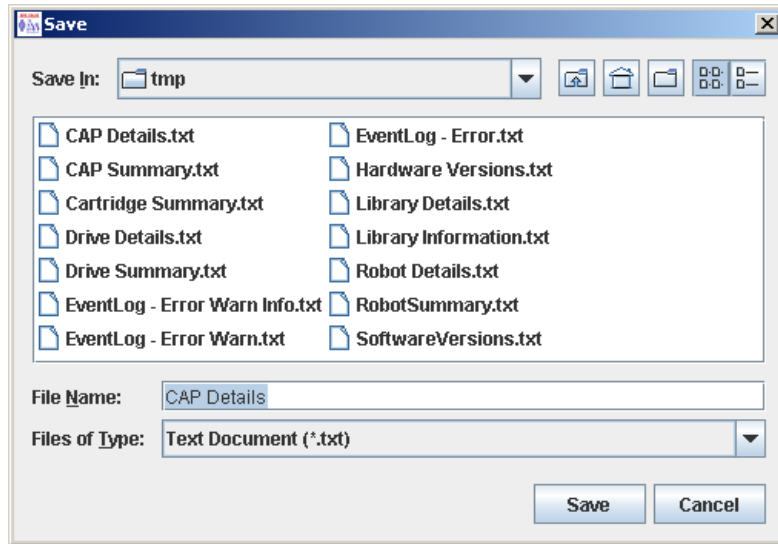 Save
Save In: tmp
CAP Details.txt
CAP Summary.txt
Cartridge Summary.txt
Drive Details.txt
Drive Summary.txt
EventLog - Error Warn Info.txt
EventLog - Error Warn.txt
EventLog - Error.txt
Hardware Versions.txt
Library Details.txt
Library Information.txt
Robot Details.txt
RobotSummary.txt
SoftwareVersions.txt
File Name: CAP Details
Files of Type: Text Document (*.txt)
Save Cancel